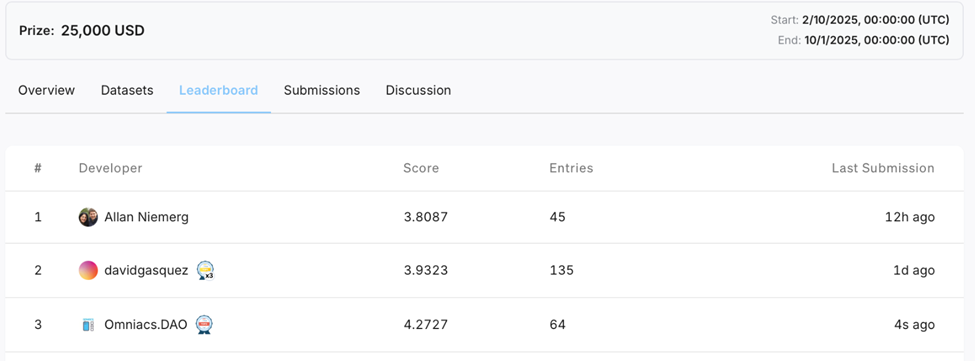 Prize: 25,000 USD
Start: 2/10/2025, 00:00:00 (UTC)
End: 10/1/2025, 00:00:00 (UTC)
Overview Datasets Leaderboard Submissions Discussion
# Developer Score Entries Last Submission
1 Allan Niemerg 3.8087 45 12h ago
2 davidgasquez x3 3.9323 135 1d ago
3 Omniacs.DAO 4.2727 64 4s ago